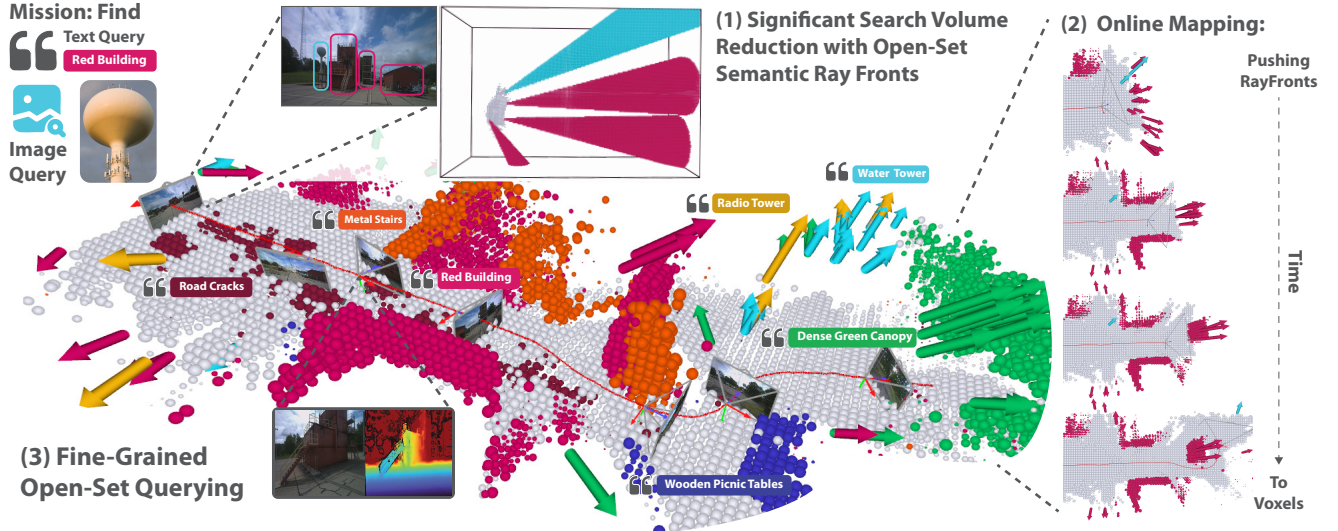 Mission: Find
Text Query
Red Building
Image
Query
(1) Significant Search Volume
Reduction with Open-Set
Semantic Ray Fronts
(2) Online Mapping:
Pushing
RayFronts
Time
To
Voxels
Water Tower
Radio Tower
Metal Stairs
Red Building
Road Cracks
Dense Green Canopy
Wooden Picnic Tables
(3) Fine-Grained
Open-Set Querying